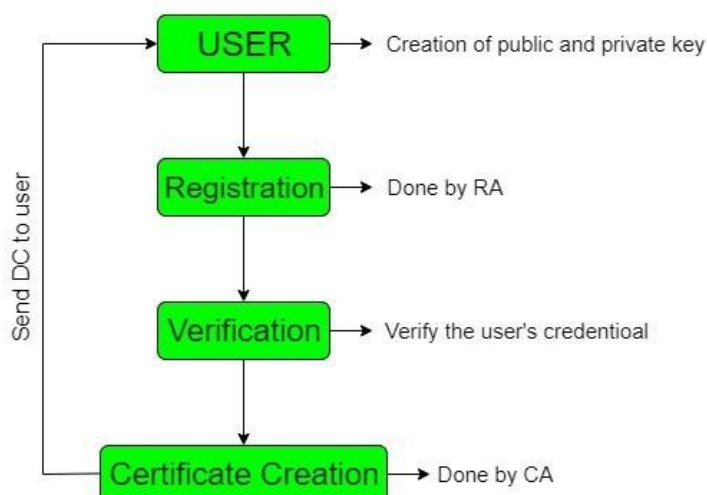 USER
Creation of public and private key
Registration
Done by RA
Send DC to user
Verification
Verify the user's credentioal
Certificate Creation
Done by CA